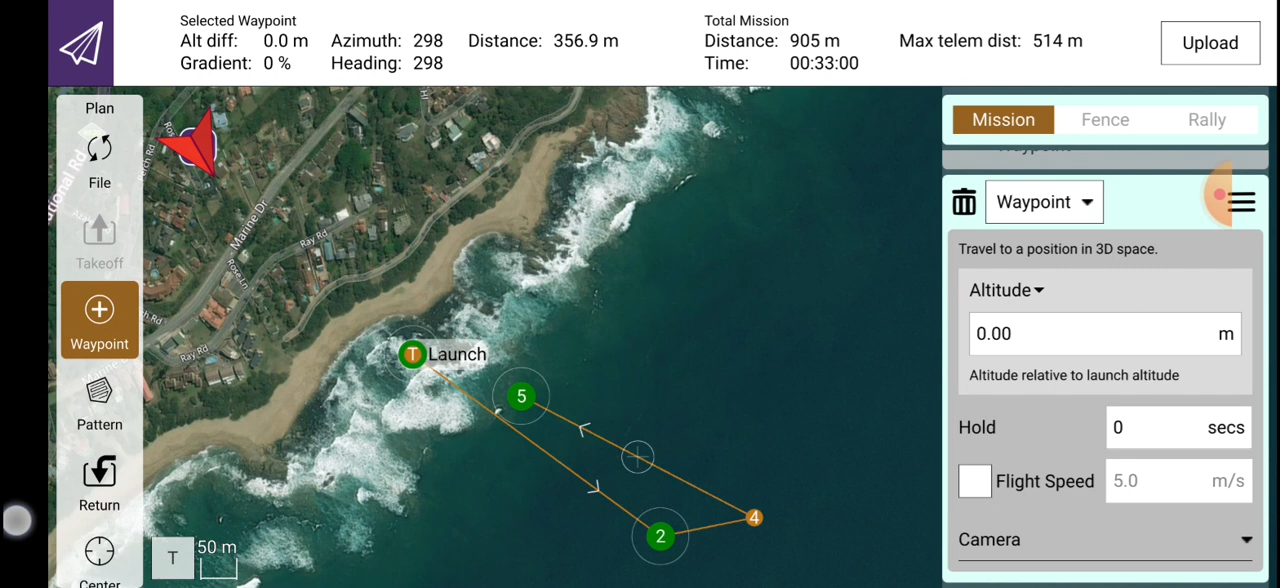 Selected Waypoint
Alt diff: 0.0 m Azimuth: 298 Distance: 356.9 m
Gradient: 0 % Heading: 298
Total Mission
Distance: 905 m Max telem dist: 514 m
Time: 00:33:00
Upload
Plan
File
Takeoff
Waypoint
Pattern
Return
Center
Marine Dr
Ray Rd
Rose Ln
Ray Rd
T Launch
5
4
2
T
50 m
Mission Fence Rally
Waypoint
Travel to a position in 3D space.
Altitude
0.00 m
Altitude relative to launch altitude
Hold 0 secs
Flight Speed 5.0 m/s
Camera